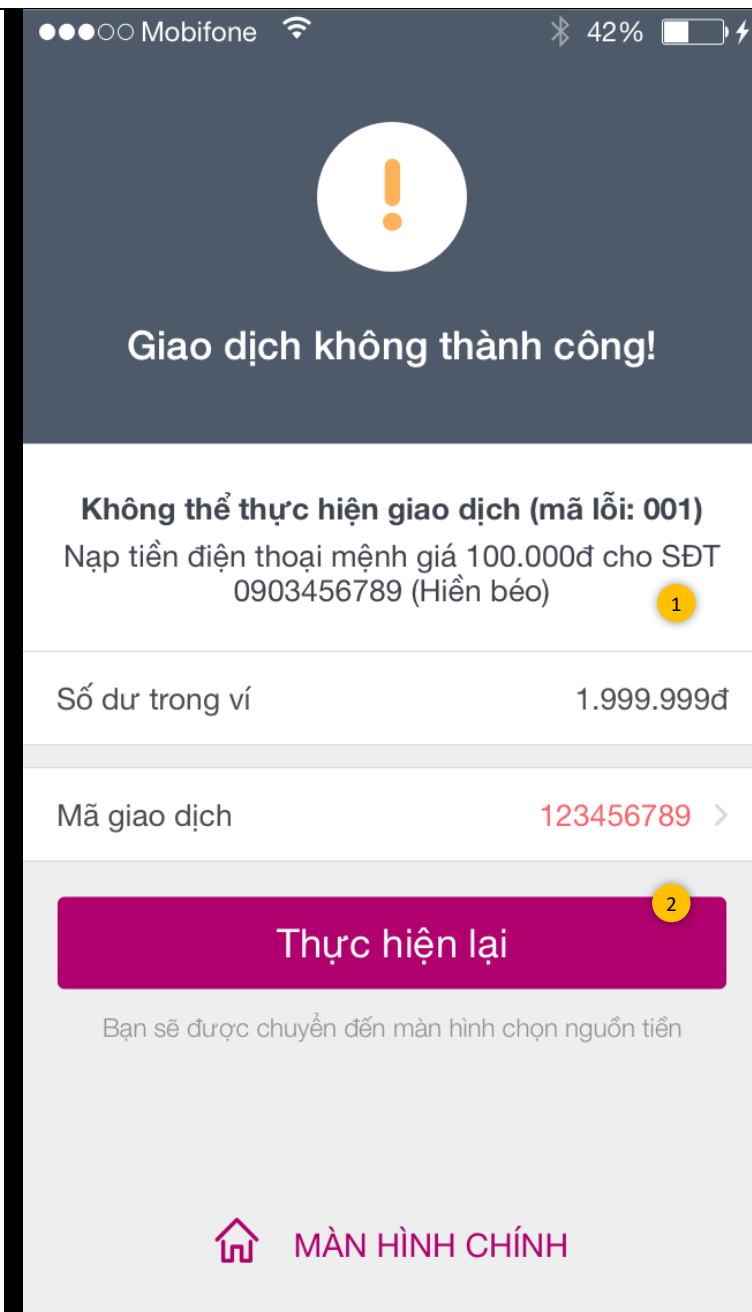 Mobifone 42%
Giao dịch không thành công!
Không thể thực hiện giao dịch (mã lỗi: 001)
Nạp tiền điện thoại mệnh giá 100.000đ cho SĐT
0903456789 (Hiền béo)
1
Số dư trong ví 1.999.999đ
Mã giao dịch 123456789
2
Thực hiện lại
Bạn sẽ được chuyển đến màn hình chọn nguồn tiền
MÀN HÌNH CHÍNH